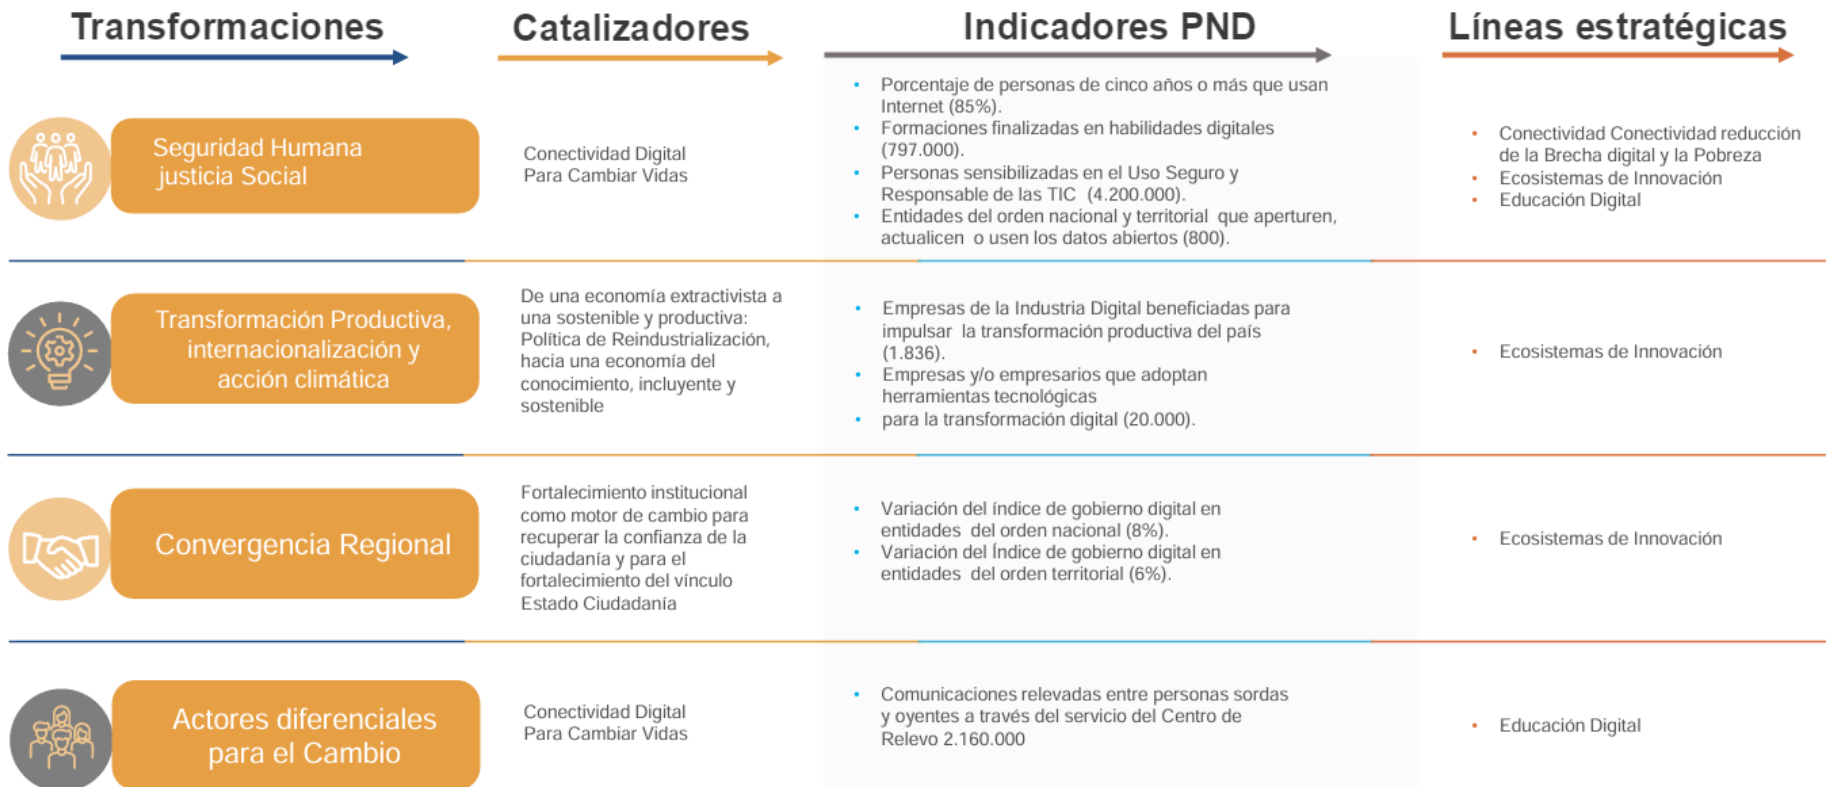 Transformaciones
Catalizadores
Indicadores PND
Líneas estratégicas
Seguridad Humana
justicia Social
Conectividad Digital
Para Cambiar Vidas
• Porcentaje de personas de cinco años o más que usan
Internet (85%).
• Formaciones finalizadas en habilidades digitales
(797.000).
• Personas sensibilizadas en el Uso Seguro y
Responsable de las TIC (4.200.000).
• Entidades del orden nacional y territorial que aperturen,
actualicen o usen los datos abiertos (800).
• Conectividad Conectividad reducción
de la Brecha digital y la Pobreza
• Ecosistemas de Innovación
• Educación Digital
Transformación Productiva,
internacionalización y
acción climática
De una economía extractivista a
una sostenible y productiva:
Política de Reindustrialización,
hacia una economía del
conocimiento, incluyente y
sostenible
• Empresas de la Industria Digital beneficiadas para
impulsar la transformación productiva del país
(1.836).
• Empresas y/o empresarios que adoptan
herramientas tecnológicas
• para la transformación digital (20.000).
• Ecosistemas de Innovación
Convergencia Regional
Fortalecimiento institucional
como motor de cambio para
recuperar la confianza de la
ciudadanía y para el
fortalecimiento del vínculo
Estado Ciudadanía
• Variación del índice de gobierno digital en
entidades del orden nacional (8%).
• Variación del Índice de gobierno digital en
entidades del orden territorial (6%).
• Ecosistemas de Innovación
Actores diferenciales
para el Cambio
Conectividad Digital
Para Cambiar Vidas
• Comunicaciones relevadas entre personas sordas
y oyentes a través del servicio del Centro de
Relevo 2.160.000
• Educación Digital